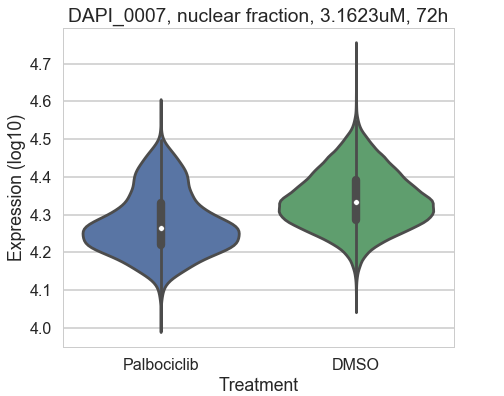 DAPI_0007, nuclear fraction, 3.1623uM, 72h
Expression (log10)
4.7
4.6
4.5
4.4
4.3
4.2
4.1
4.0
Palbociclib DMSO
Treatment